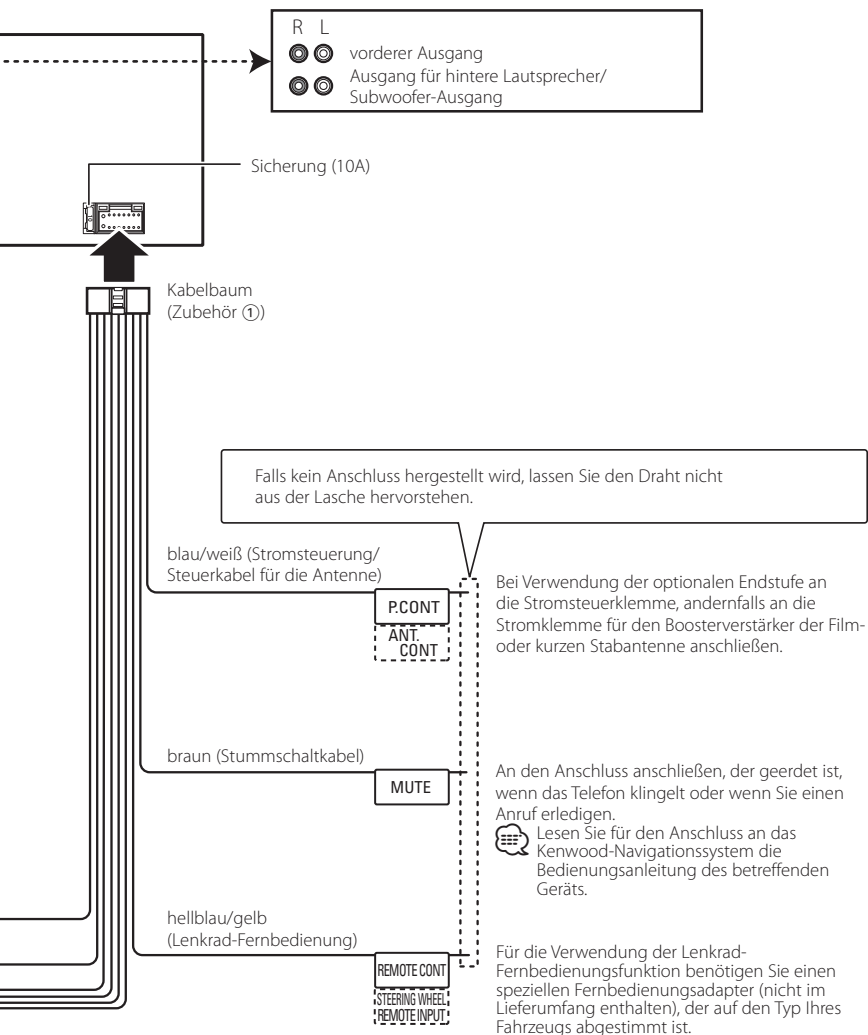 R L
vorderer Ausgang
Ausgang für hintere Lautsprecher/
Subwoofer-Ausgang
Sicherung (10A)
Kabelbaum
(Zubehör ①)
Falls kein Anschluss hergestellt wird, lassen Sie den Draht nicht
aus der Lasche hervorstehen.
blau/weiß (Stromsteuerung/
Steuerkabel für die Antenne)
P.CONT
ANT.
CONT
Bei Verwendung der optionalen Endstufe an
die Stromsteuerklemme, andernfalls an die
Stromklemme für den Boosterverstärker der Film-
oder kurzen Stabantenne anschließen.
braun (Stummschaltkabel)
MUTE
An den Anschluss anschließen, der geerdet ist,
wenn das Telefon klingelt oder wenn Sie einen
Anruf erledigen.
Lesen Sie für den Anschluss an das
Kenwood-Navigationssystem die
Bedienungsanleitung des betreffenden
Geräts.
hellblau/gelb
(Lenkrad-Fernbedienung)
REMOTE CONT
STEERING WHEEL
REMOTE INPUT
Für die Verwendung der Lenkrad-
Fernbedienungsfunktion benötigen Sie einen
speziellen Fernbedienungsadapter (nicht im
Lieferumfang enthalten), der auf den Typ Ihres
Fahrzeugs abgestimmt ist.